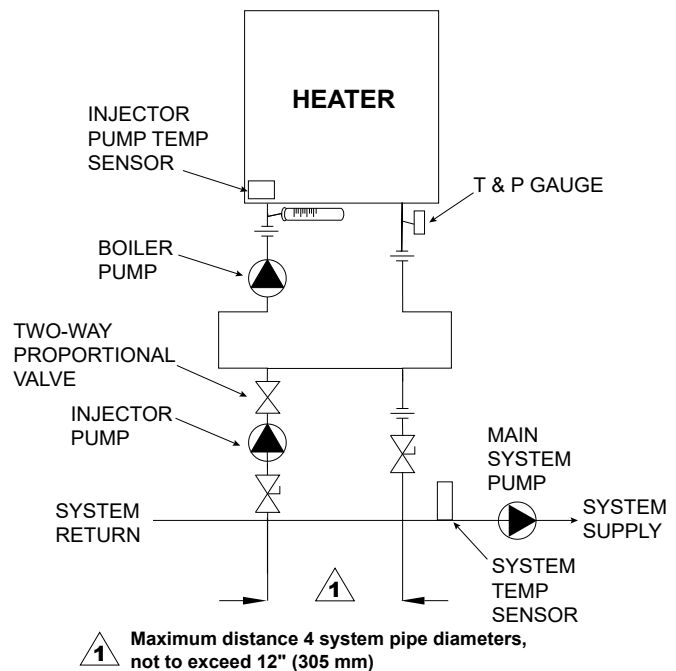 HEATER
INJECTOR
PUMP TEMP
SENSOR
T & P GAUGE
BOILER
PUMP
TWO-WAY
PROPORTIONAL
VALVE
INJECTOR
PUMP
MAIN
SYSTEM
PUMP
SYSTEM
RETURN
SYSTEM
SUPPLY
SYSTEM
TEMP
SENSOR
1
1 Maximum distance 4 system pipe diameters,
not to exceed 12" (305 mm)